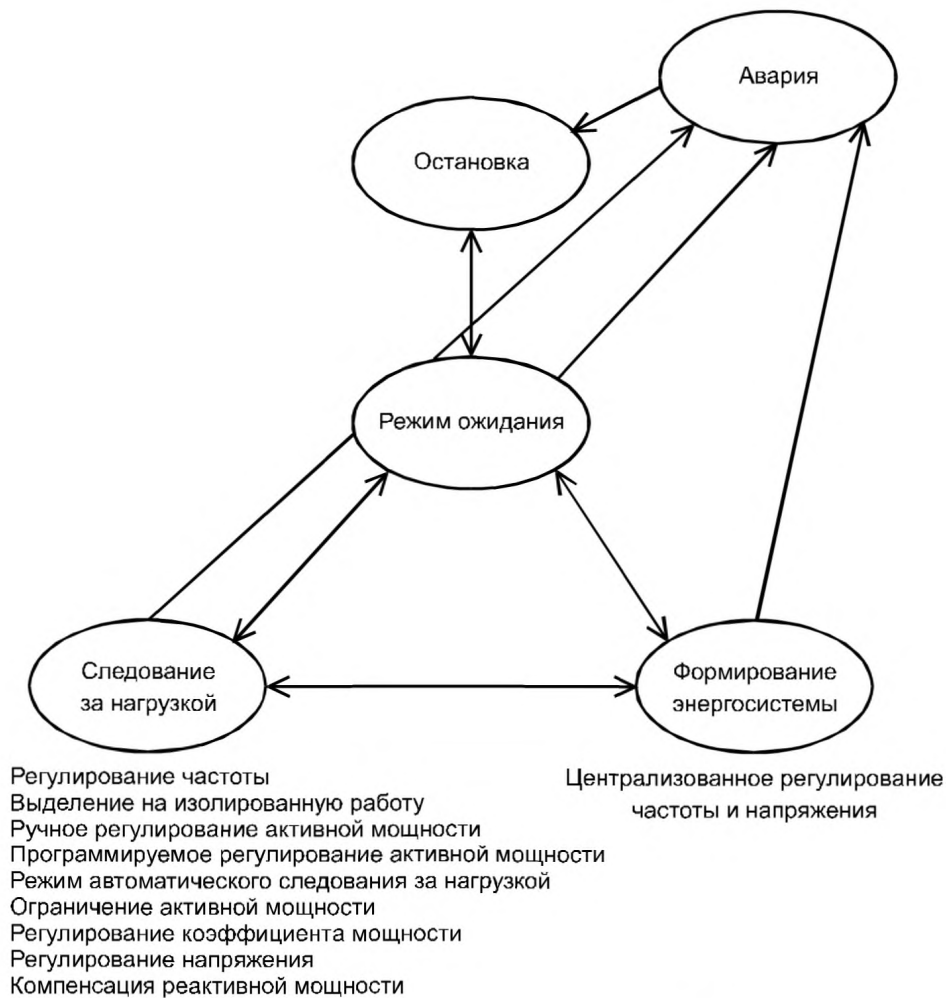 Авария
Остановка
Режим ожидания
Следование
за нагрузкой
Формирование
энергосистемы
Регулирование частоты
Выделение на изолированную работу
Ручное регулирование активной мощности
Программируемое регулирование активной мощности
Режим автоматического следования за нагрузкой
Ограничение активной мощности
Регулирование коэффициента мощности
Регулирование напряжения
Компенсация реактивной мощности
Централизованное регулирование
частоты и напряжения